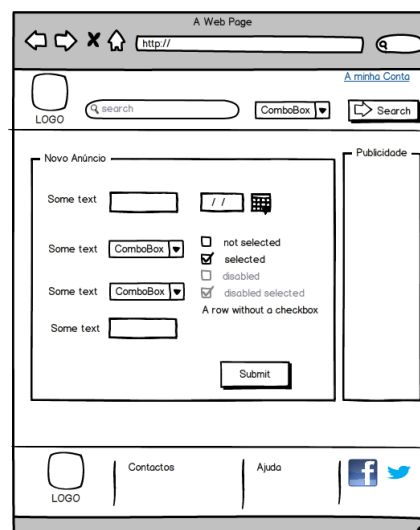 A Web Page
http://
A minha Conta
LOGO
search
ComboBox
Search
Novo Anúncio
Publicidade
Some text
/ /
Some text
ComboBox
not selected
selected
disabled
Some text
ComboBox
disabled selected
A row without a checkbox
Some text
Submit
LOGO
Contactos
Ajuda